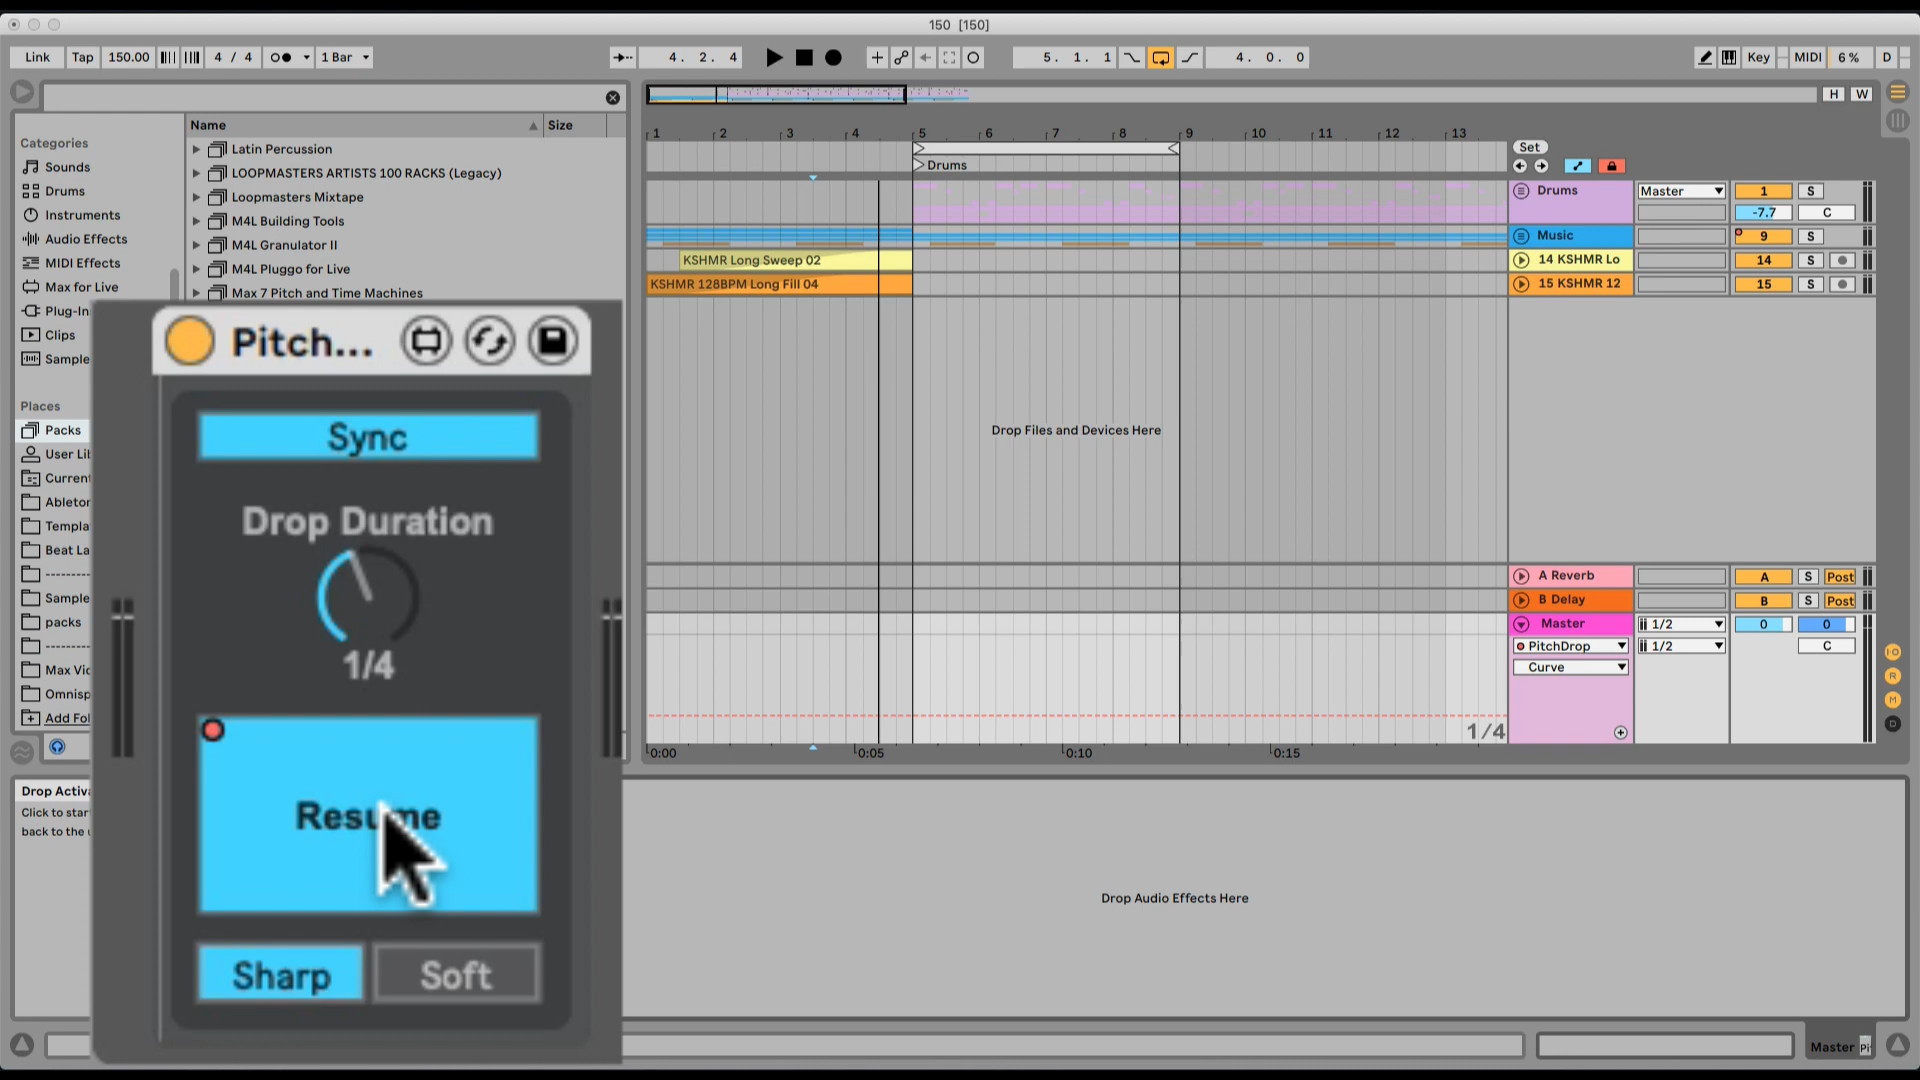 150 [150]
Link Tap 150.00 4 / 4 1 Bar 4. 2. 4 5. 1. 1 4. 0. 0 Key MIDI 6 % D
H W
Name Size
Categories
Sounds
Drums
Instruments
Audio Effects
MIDI Effects
Max for Live
Plug-In
Clips
Sample
Places
Packs
User Li
Current
Ableton
Templa
Beat La
--------
Sample
packs
--------
Max Vid
Omnisp
Add Fol
Latin Percussion
LOOPMASTERS ARTISTS 100 RACKS (Legacy)
Loopmasters Mixtape
M4L Building Tools
M4L Granulator II
M4L Pluggo for Live
Max 7 Pitch and Time Machines
Pitch...
Sync
Drop Duration
1/4
Resume
Sharp Soft
1 2 3 4 5 6 7 8 9 10 11 12 13
Set
Drums
Drums Master 1 S
-7.7 C
Music 9 S
KSHMR Long Sweep 02 14 KSHMR Lo 14 S
KSHMR 128BPM Long Fill 04 15 KSHMR 12 15 S
Drop Files and Devices Here
A Reverb A S Post
B Delay B S Post
Master 1/2 0 0
PitchDrop 1/2 C
Curve
1/4
0:00 0:05 0:10 0:15
I·O
R
M
D
Drop Activa
Click to star
back to the u
Drop Audio Effects Here
Master Pi